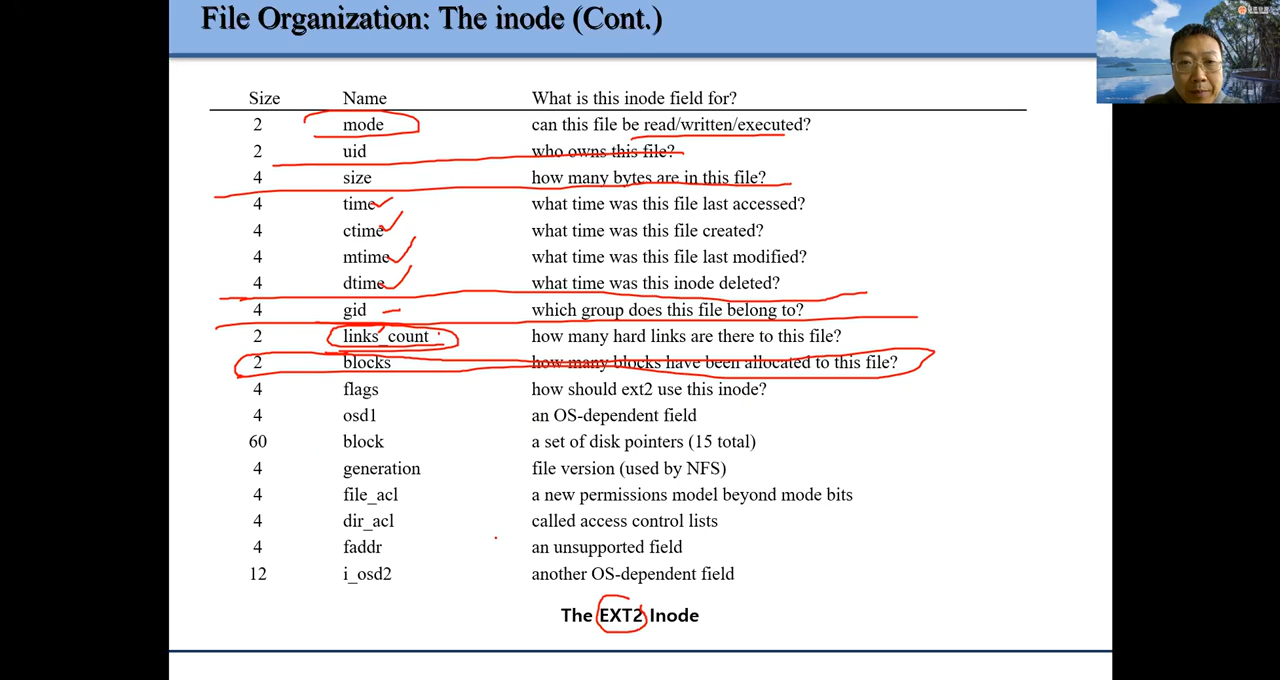 File Organization: The inode (Cont.)
Size Name What is this inode field for?
2 mode can this file be read/written/executed?
2 uid who owns this file?
4 size how many bytes are in this file?
4 time what time was this file last accessed?
4 ctime what time was this file created?
4 mtime what time was this file last modified?
4 dtime what time was this inode deleted?
4 gid which group does this file belong to?
2 links_count how many hard links are there to this file?
2 blocks how many blocks have been allocated to this file?
4 flags how should ext2 use this inode?
4 osd1 an OS-dependent field
60 block a set of disk pointers (15 total)
4 generation file version (used by NFS)
4 file_acl a new permissions model beyond mode bits
4 dir_acl called access control lists
4 faddr an unsupported field
12 i_osd2 another OS-dependent field
The EXT2 Inode